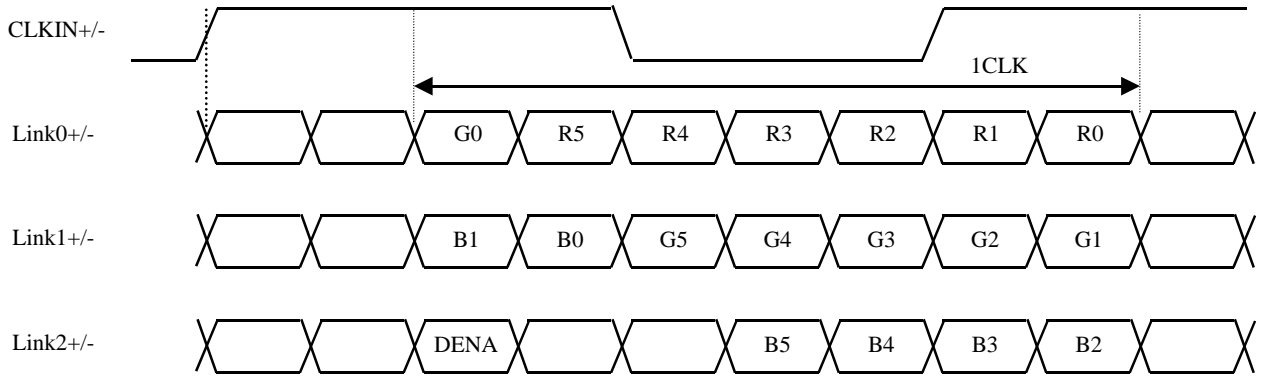 CLKIN+/-
1CLK
Link0+/- G0 R5 R4 R3 R2 R1 R0
Link1+/- B1 B0 G5 G4 G3 G2 G1
Link2+/- DENA B5 B4 B3 B2